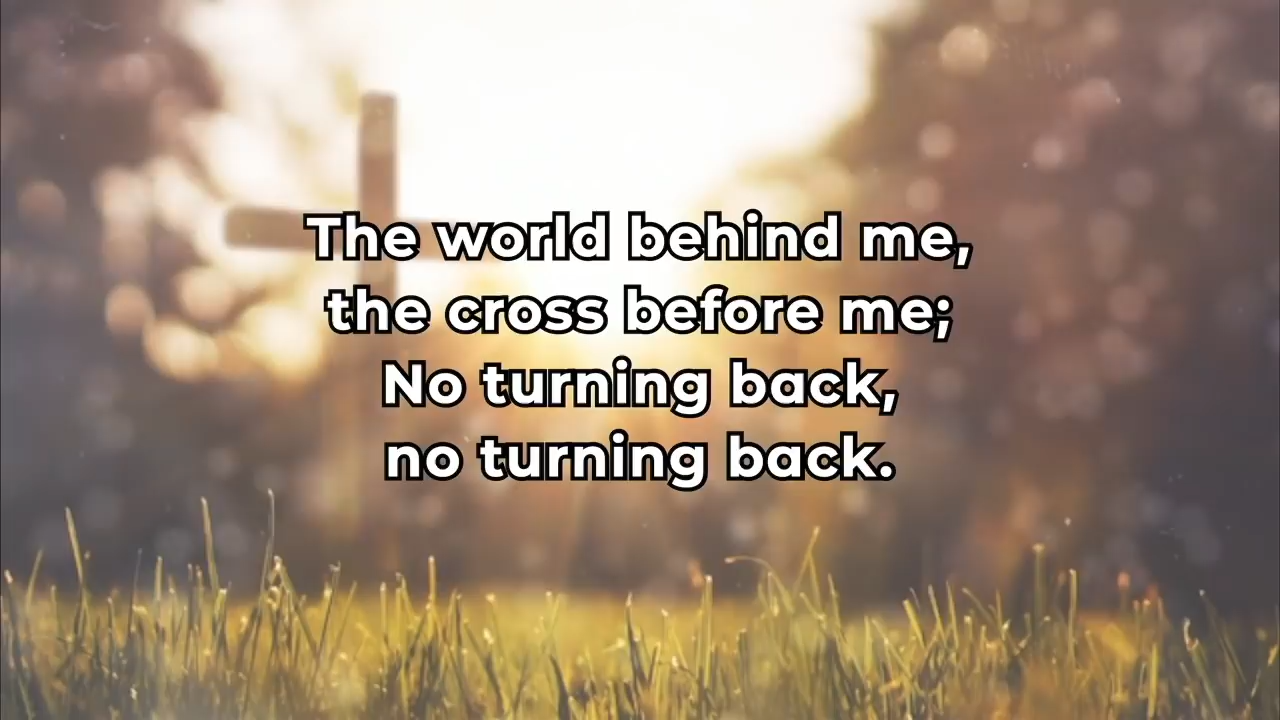 The world behind me,
the cross before me;
No turning back,
no turning back.